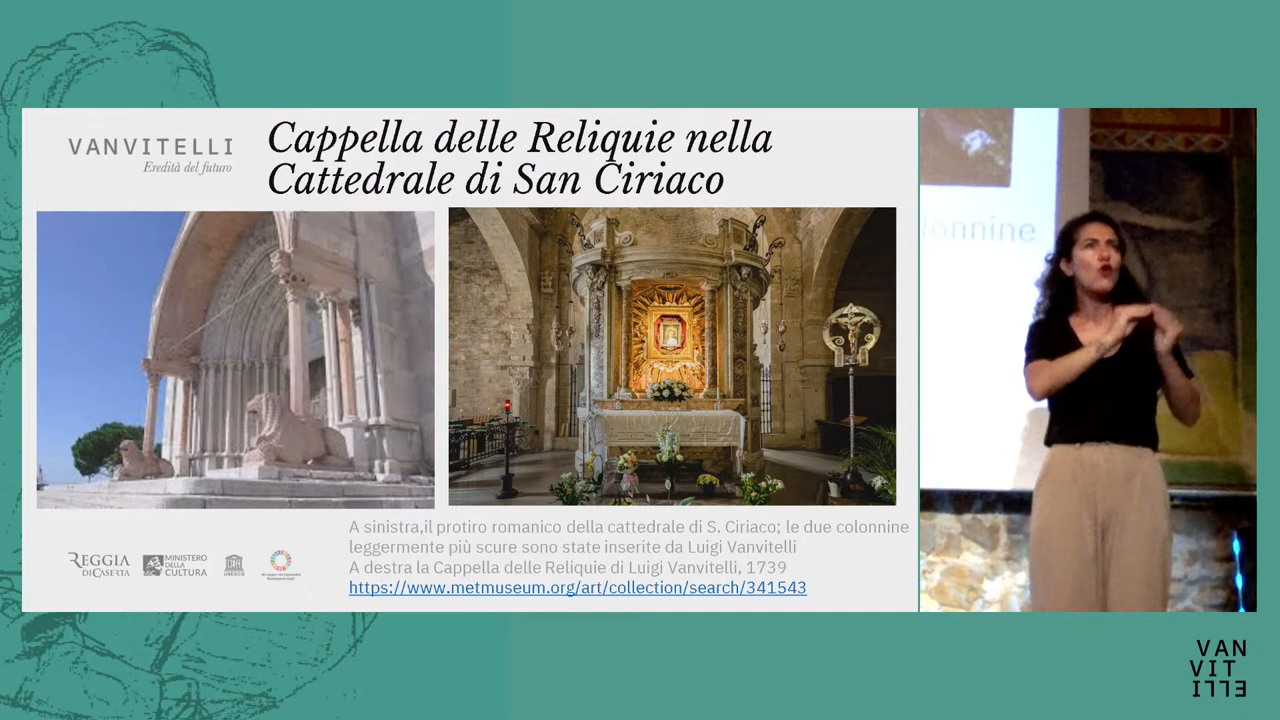 VANVITELLI
Eredità del futuro
Cappella delle Reliquie nella
Cattedrale di San Ciriaco
A sinistra,il protiro romanico della cattedrale di S. Ciriaco; le due colonnine
leggermente più scure sono state inserite da Luigi Vanvitelli
A destra la Cappella delle Reliquie di Luigi Vanvitelli, 1739
https://www.metmuseum.org/art/collection/search/341543
REGGIA
DI CASERTA
MINISTERO
DELLA
CULTURA
UNESCO
lonnine
VAN
VIT
ELLI